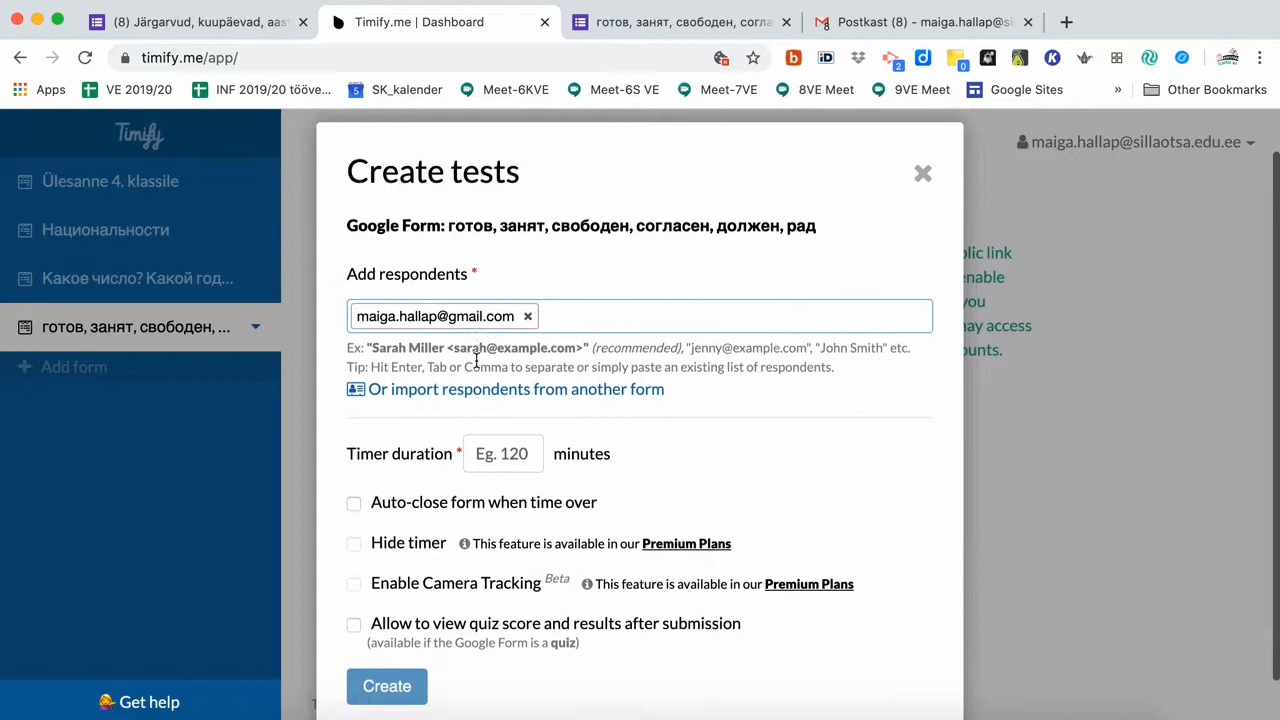 (8) Järgarvud, kuupäevad, aas
Timify.me | Dashboard
готов, занят, свободен, согла
Postkast (8) - maiga.hallap@si
timify.me/app/
Apps
VE 2019/20
INF 2019/20 tööve...
SK_kalender
Meet-6KVE
Meet-6S VE
Meet-7VE
8VE Meet
9VE Meet
Google Sites
»
Other Bookmarks
Timify
maiga.hallap@sillaotsa.edu.ee
Ülesanne 4. klassile
Национальности
Какое число? Какой год...
готов, занят, свободен, ...
Add form
Get help
Create tests
Google Form: готов, занят, свободен, согласен, должен, рад
Add respondents *
maiga.hallap@gmail.com ×
Ex: "Sarah Miller <sarah@example.com>" (recommended), "jenny@example.com", "John Smith" etc.
Tip: Hit Enter, Tab or Comma to separate or simply paste an existing list of respondents.
Or import respondents from another form
Timer duration * Eg. 120 minutes
Auto-close form when time over
Hide timer This feature is available in our Premium Plans
Enable Camera Tracking Beta This feature is available in our Premium Plans
Allow to view quiz score and results after submission
(available if the Google Form is a quiz)
Create
blic link
enable
you
may access
ounts.